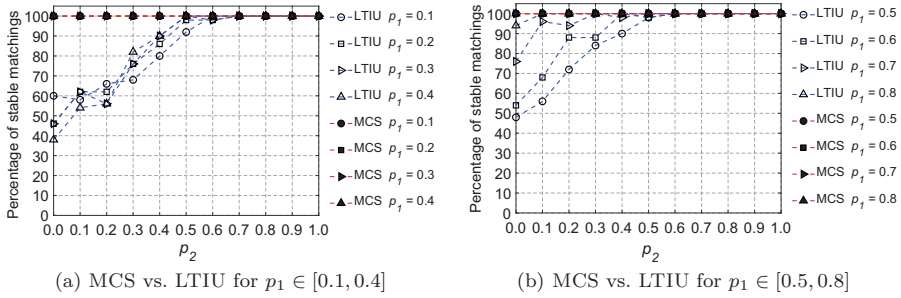 Percentage of stable matchings
100
90
80
70
60
50
40
30
20
100
0
0.0 0.1 0.2 0.3 0.4 0.5 0.6 0.7 0.8 0.9 1.0
p2
LTIU p1 = 0.1
LTIU p1 = 0.2
LTIU p1 = 0.3
LTIU p1 = 0.4
MCS p1 = 0.1
MCS p1 = 0.2
MCS p1 = 0.3
MCS p1 = 0.4
(a) MCS vs. LTIU for p1 ∈ [0.1, 0.4]
Percentage of stable matchings
100
90
80
70
60
50
40
30
20
100
0
0.0 0.1 0.2 0.3 0.4 0.5 0.6 0.7 0.8 0.9 1.0
p2
LTIU p1 = 0.5
LTIU p1 = 0.6
LTIU p1 = 0.7
LTIU p1 = 0.8
MCS p1 = 0.5
MCS p1 = 0.6
MCS p1 = 0.7
MCS p1 = 0.8
(b) MCS vs. LTIU for p1 ∈ [0.5, 0.8]